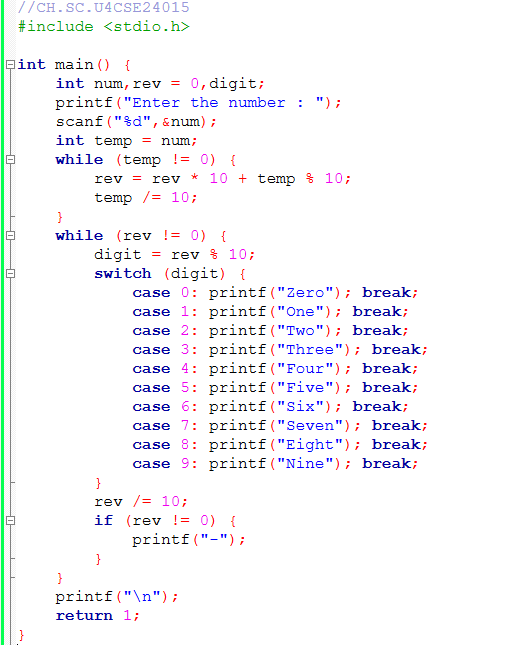 //CH.SC.U4CSE24015
#include <stdio.h>
int main() {
    int num,rev = 0,digit;
    printf("Enter the number : ");
    scanf("%d",&num);
    int temp = num;
    while (temp != 0) {
        rev = rev * 10 + temp % 10;
        temp /= 10;
    }
    while (rev != 0) {
        digit = rev % 10;
        switch (digit) {
            case 0: printf("Zero"); break;
            case 1: printf("One"); break;
            case 2: printf("Two"); break;
            case 3: printf("Three"); break;
            case 4: printf("Four"); break;
            case 5: printf("Five"); break;
            case 6: printf("Six"); break;
            case 7: printf("Seven"); break;
            case 8: printf("Eight"); break;
            case 9: printf("Nine"); break;
        }
        rev /= 10;
        if (rev != 0) {
            printf("-");
        }
    }
    printf("\n");
    return 1;
}